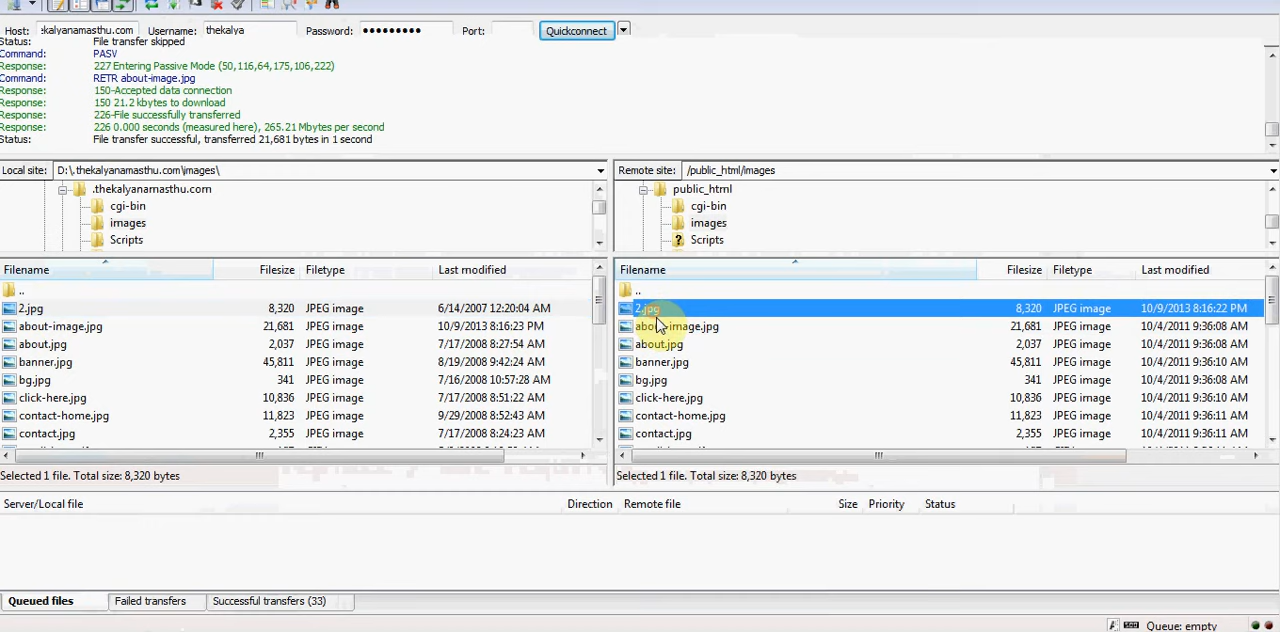 Host: :kalyanamasthu.com Username: thekalya Password: ●●●●●●●●● Port: Quickconnect
Status: File transfer skipped
Command: PASV
Response: 227 Entering Passive Mode (50,116,64,175,106,222)
Command: RETR about-image.jpg
Response: 150-Accepted data connection
Response: 150 21.2 kbytes to download
Response: 226-File successfully transferred
Response: 226 0.000 seconds (measured here), 265.21 Mbytes per second
Status: File transfer successful, transferred 21,681 bytes in 1 second
Local site: D:\.thekalyanamasthu.com\images\ Remote site: /public_html/images
.thekalyanamasthu.com public_html
cgi-bin cgi-bin
images images
Scripts ? Scripts
Filename Filesize Filetype Last modified Filename Filesize Filetype Last modified
.. ..
2.jpg 8,320 JPEG image 6/14/2007 12:20:04 AM 2.jpg 8,320 JPEG image 10/9/2013 8:16:22 PM
about-image.jpg 21,681 JPEG image 10/9/2013 8:16:23 PM about-image.jpg 21,681 JPEG image 10/4/2011 9:36:08 AM
about.jpg 2,037 JPEG image 7/17/2008 8:27:54 AM about.jpg 2,037 JPEG image 10/4/2011 9:36:08 AM
banner.jpg 45,811 JPEG image 8/19/2008 9:42:24 AM banner.jpg 45,811 JPEG image 10/4/2011 9:36:08 AM
bg.jpg 341 JPEG image 7/16/2008 10:57:28 AM bg.jpg 341 JPEG image 10/4/2011 9:36:08 AM
click-here.jpg 10,836 JPEG image 7/17/2008 8:51:22 AM click-here.jpg 10,836 JPEG image 10/4/2011 9:36:08 AM
contact-home.jpg 11,823 JPEG image 9/29/2008 8:52:43 AM contact-home.jpg 11,823 JPEG image 10/4/2011 9:36:11 AM
contact.jpg 2,355 JPEG image 7/17/2008 8:24:23 AM contact.jpg 2,355 JPEG image 10/4/2011 9:36:11 AM
Selected 1 file. Total size: 8,320 bytes Selected 1 file. Total size: 8,320 bytes
Server/Local file Direction Remote file Size Priority Status
Queued files Failed transfers Successful transfers (33)
Queue: empty